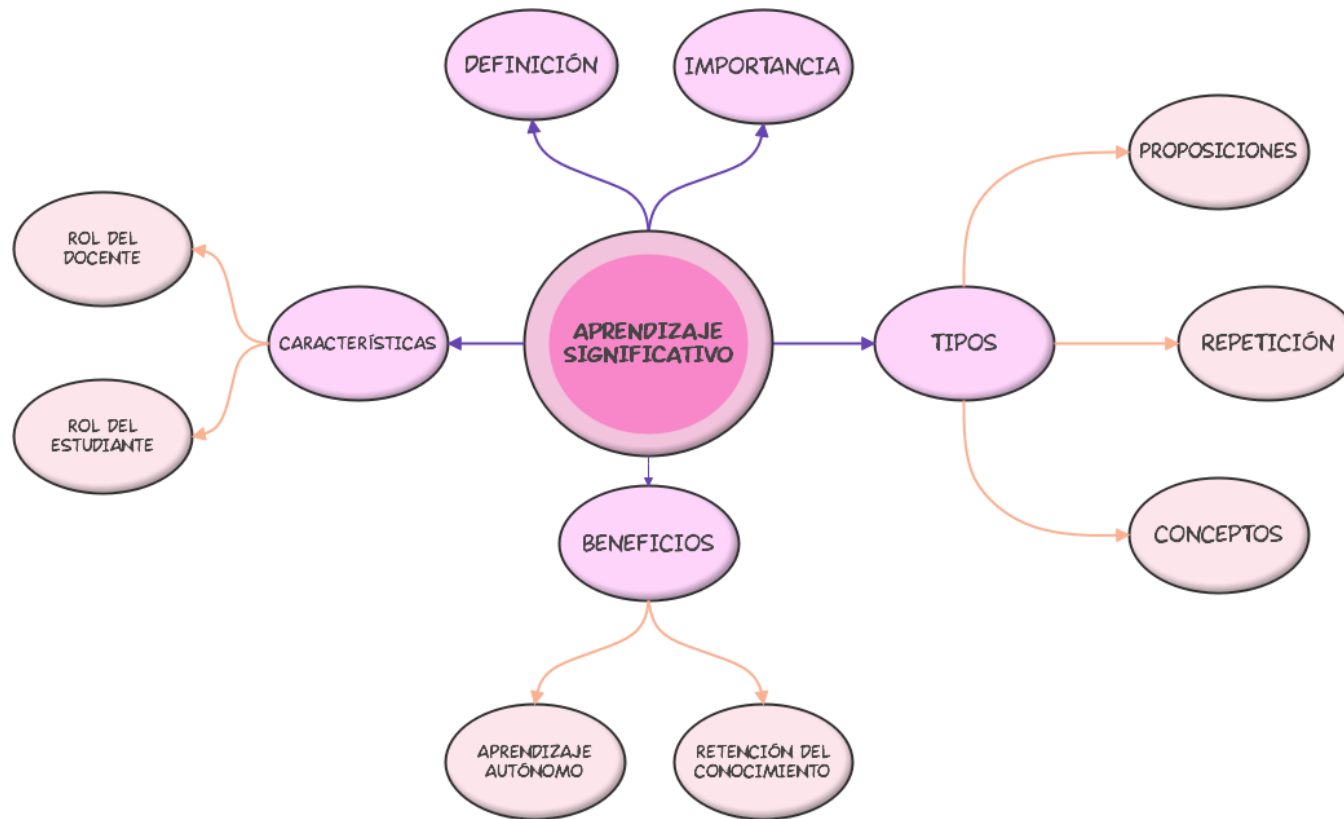 DEFINICIÓN
IMPORTANCIA
PROPOSICIONES
ROL DEL
DOCENTE
CARACTERÍSTICAS
APRENDIZAJE
SIGNIFICATIVO
TIPOS
REPETICIÓN
ROL DEL
ESTUDIANTE
BENEFICIOS
CONCEPTOS
APRENDIZAJE
AUTÓNOMO
RETENCIÓN DEL
CONOCIMIENTO